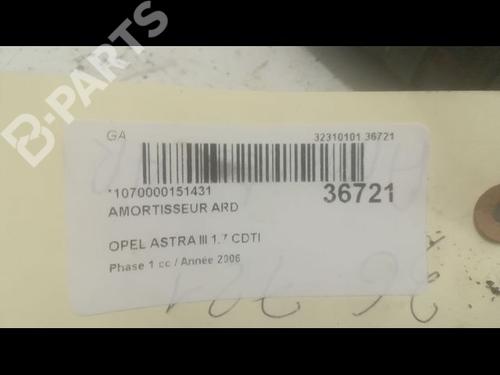 B-PARTS
GA
32310101 36721
*1070000151431
36721
AMORTISSEUR ARD
OPEL ASTRA III 1.7 CDTI
Phase 1 cc / Année 2006